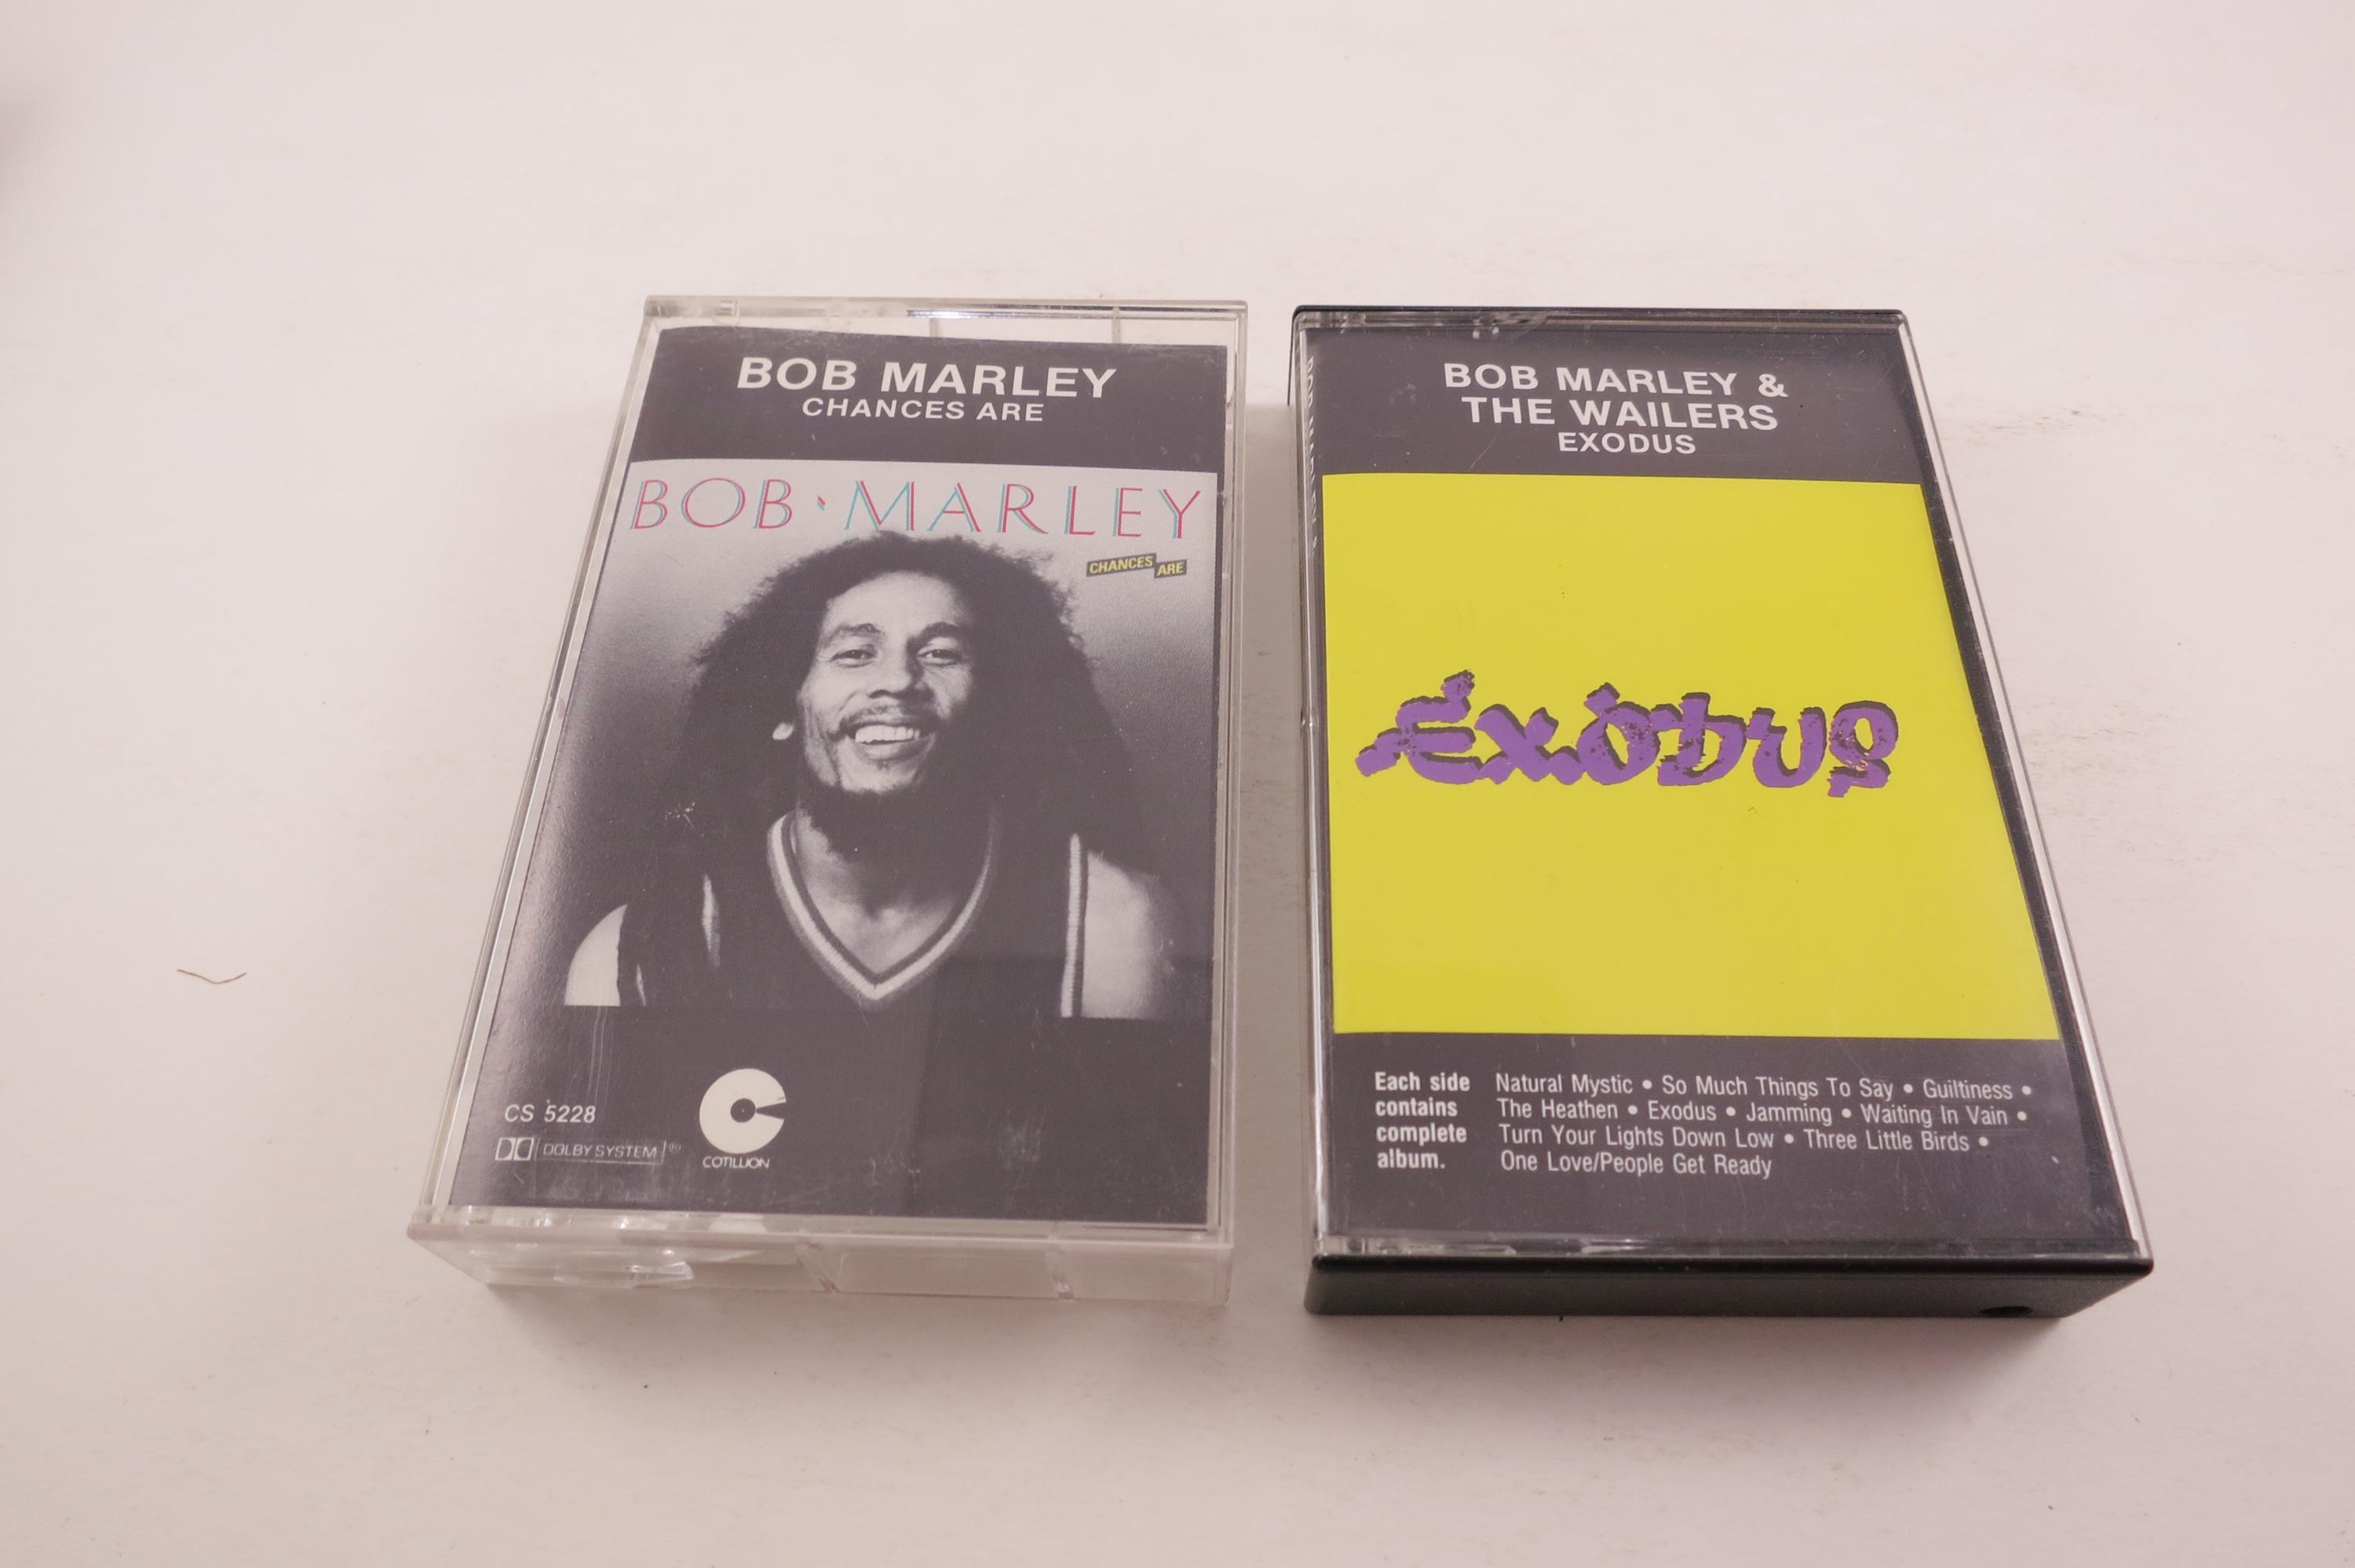 BOB MARLEY
CHANCES ARE
BOB • MARLEY
CHANCES ARE
CS 5228
DOLBY SYSTEM
COTILLION
BOB MARLEY &
THE WAILERS
EXODUS
EXODUS
Each side
contains
complete
album.
Natural Mystic • So Much Things To Say • Guiltiness •
The Heathen • Exodus • Jamming • Waiting In Vain •
Turn Your Lights Down Low • Three Little Birds •
One Love/People Get Ready